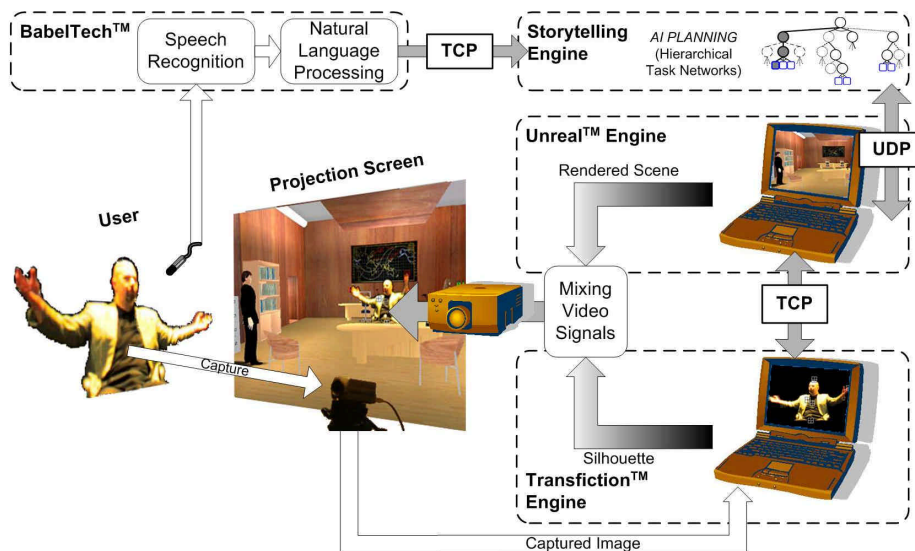 BabelTech™
Speech
Recognition
Natural
Language
Processing
TCP
Storytelling
Engine
AI PLANNING
(Hierarchical
Task Networks)
Unreal™ Engine
UDP
Rendered Scene
Projection Screen
User
Mixing
Video
Signals
TCP
Capture
Silhouette
Transfiction™
Engine
Captured Image